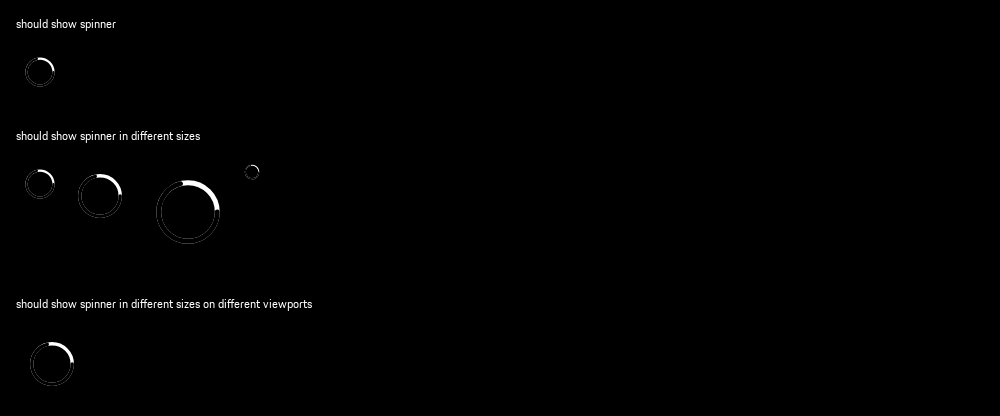 should show spinner
should show spinner in different sizes
should show spinner in different sizes on different viewports